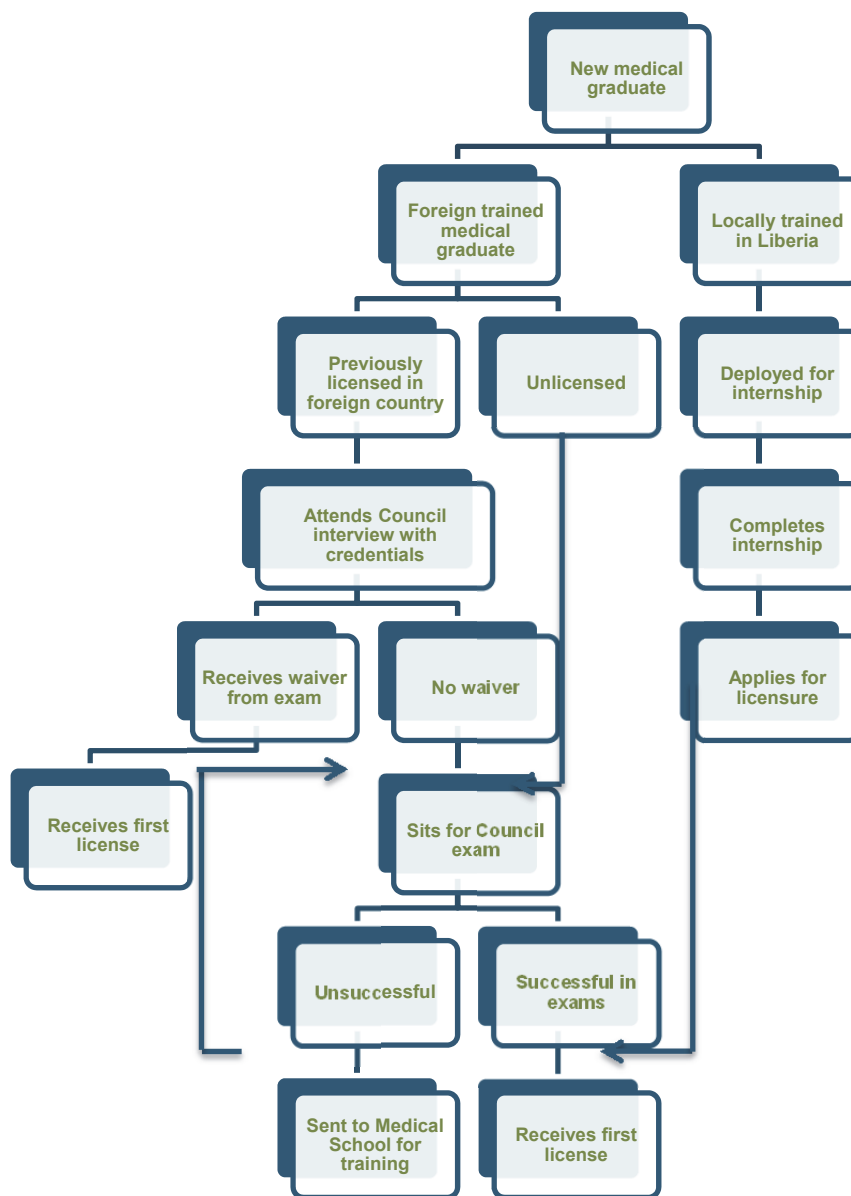 New medical
graduate
Foreign trained
medical
graduate
Locally trained
in Liberia
Previously
licensed in
foreign country
Unlicensed
Deployed for
internship
Attends Council
interview with
credentials
Completes
internship
Receives waiver
from exam
No waiver
Applies for
licensure
Receives first
license
Sits for Council
exam
Unsuccessful
Successful in
exams
Sent to Medical
School for
training
Receives first
license